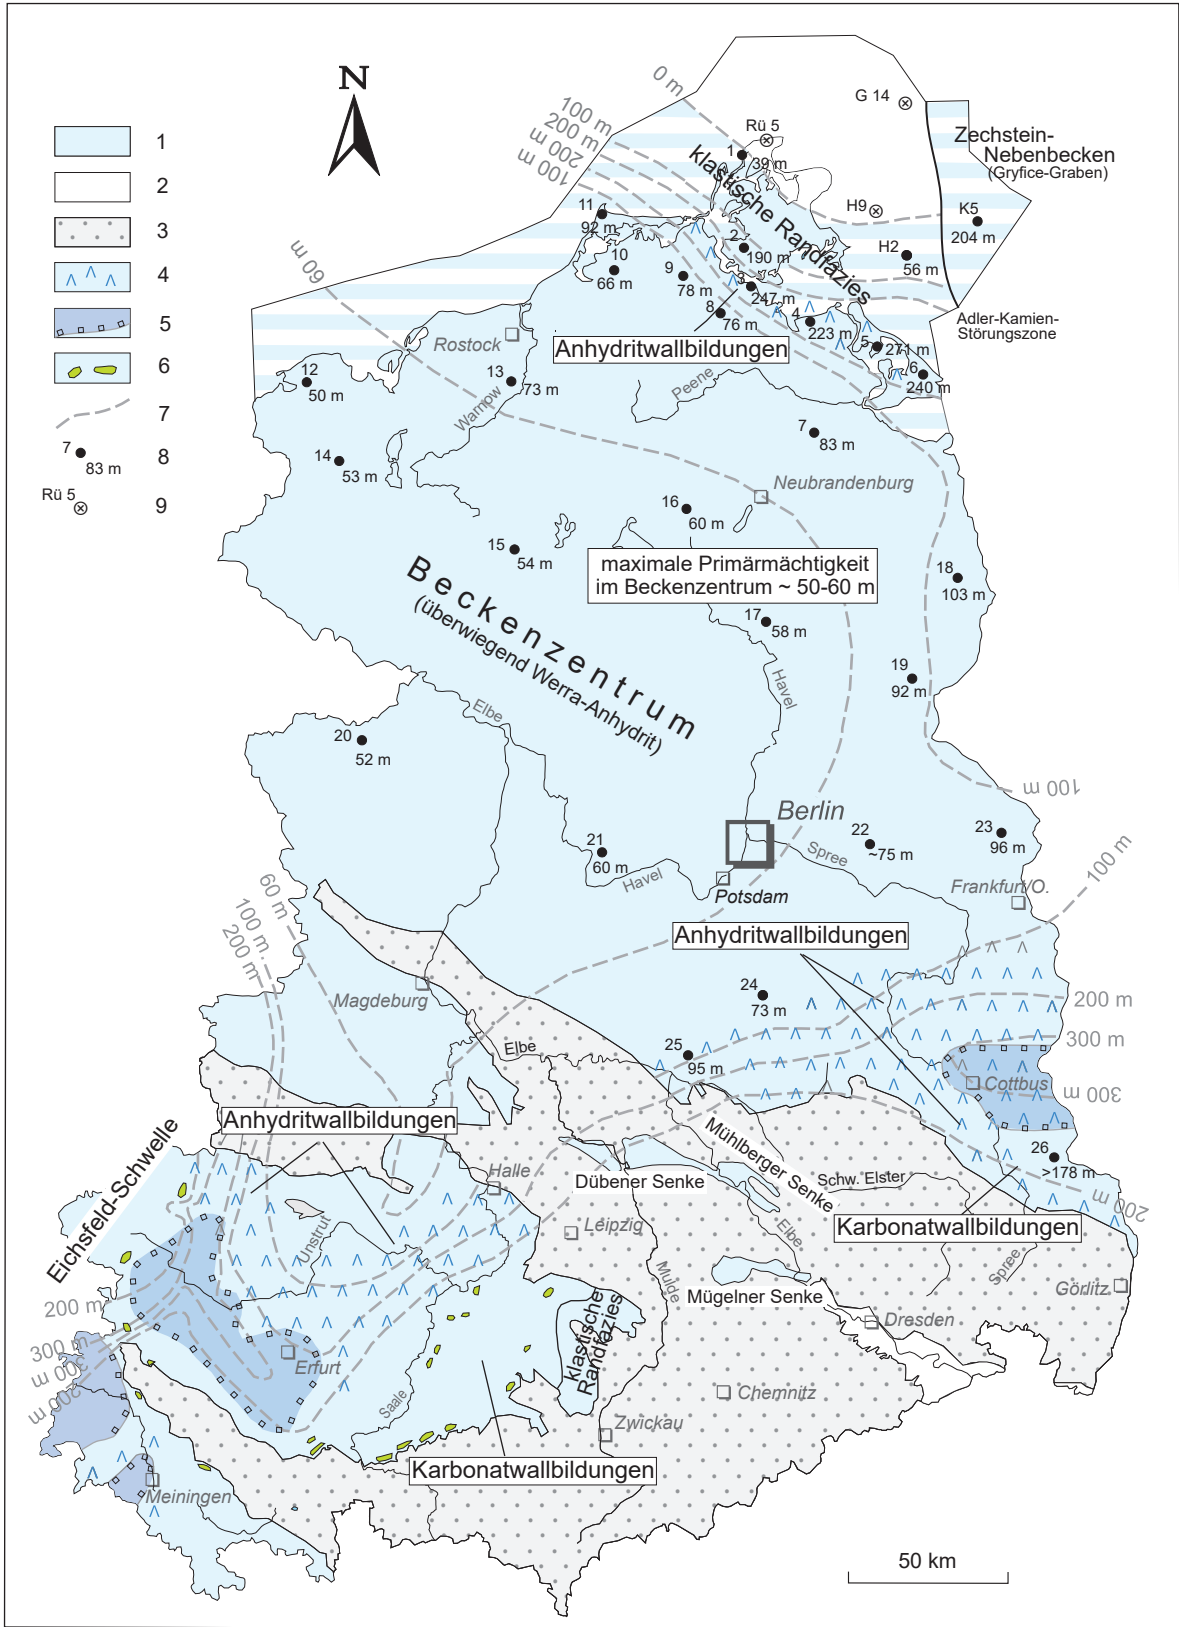 N
1
2
3
4
5
6
7
7
83 m
8
Rü 5
9
0 m
100 m
200 m
200 m
100 m
60 m
G 14
Rü 5
1
39 m
klastische Randfazies
Zechstein-
Nebenbecken
(Gryfice-Graben)
H9
K5
204 m
H2
56 m
11
92 m
10
66 m
9
78 m
8
76 m
2
190 m
3
247 m
4
223 m
5
271 m
6
240 m
Adler-Kamien-
Störungszone
Rostock
Anhydritwallbildungen
12
50 m
13
73 m
Warnow
Peene
7
83 m
14
53 m
Neubrandenburg
16
60 m
15
54 m
maximale Primärmächtigkeit
im Beckenzentrum ~ 50-60 m
18
103 m
17
58 m
Beckenzentrum
(überwiegend Werra-Anhydrit)
19
92 m
Havel
Elbe
20
52 m
100 m
Berlin
21
60 m
22
~75 m
23
96 m
Spree
Havel
Potsdam
Frankfurt/O.
100 m
60 m
100 m
200 m
Anhydritwallbildungen
Magdeburg
24
73 m
200 m
25
95 m
Elbe
300 m
Cottbus
300 m
Anhydritwallbildungen
Eichsfeld-Schwelle
Mühlberger Senke
26
>178 m
Halle
Dübener Senke
Schw. Elster
200 m
Unstrut
Leipzig
Elbe
Karbonatwallbildungen
Spree
Mulde
Görlitz
200 m
klastische
Randfazies
Mügelner Senke
Dresden
300 m
300 m
200 m
Erfurt
Saale
Chemnitz
Zwickau
Karbonatwallbildungen
Meiningen
50 km